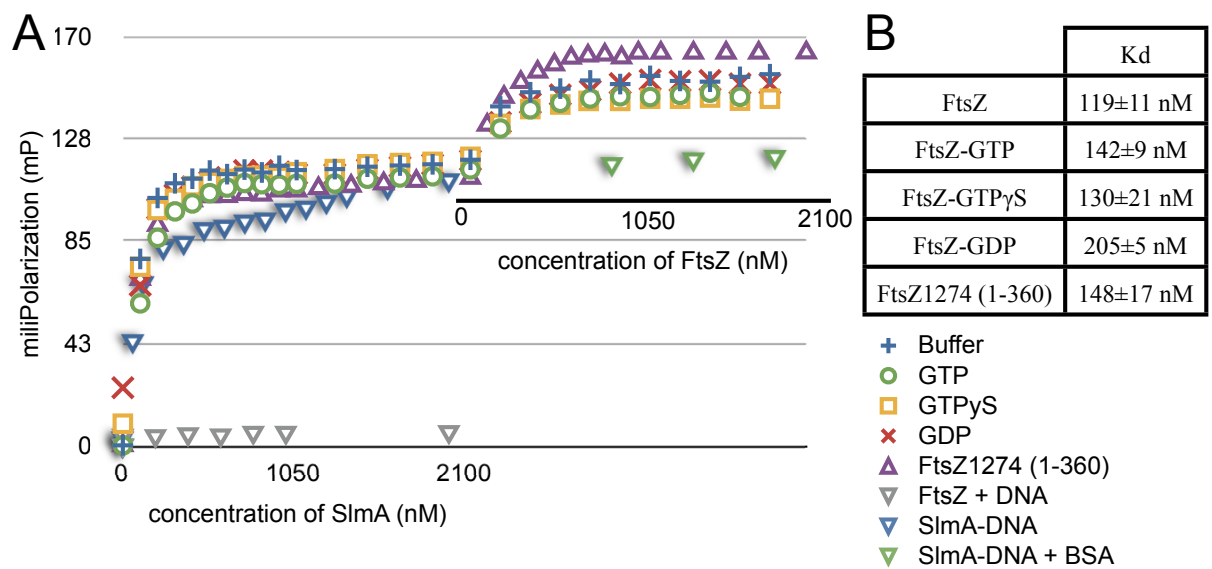 A
170
128
85
43
0
miliPolarization (mP)
0
1050
2100
concentration of SlmA (nM)
0
1050
2100
concentration of FtsZ (nM)
B
Kd
FtsZ 119±11 nM
FtsZ-GTP 142±9 nM
FtsZ-GTPγS 130±21 nM
FtsZ-GDP 205±5 nM
FtsZ1274 (1-360) 148±17 nM
Buffer
GTP
GTPγS
GDP
FtsZ1274 (1-360)
FtsZ + DNA
SlmA-DNA
SlmA-DNA + BSA